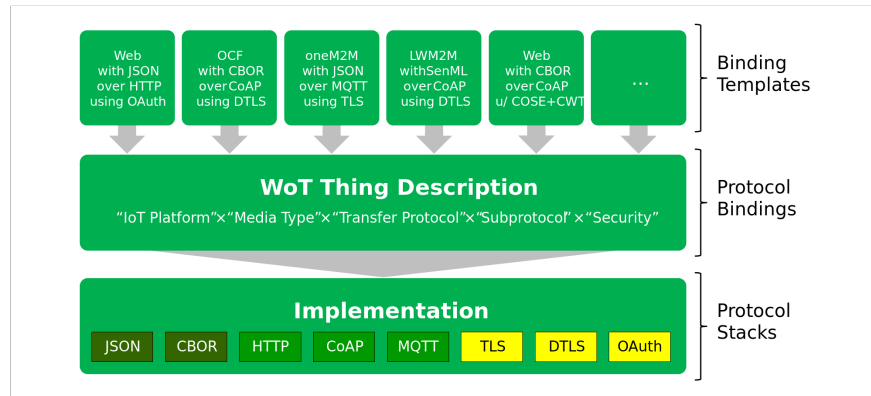 Web
with JSON
over HTTP
using OAuth
OCF
with CBOR
overCoAP
using DTLS
oneM2M
with JSON
over MQTT
using TLS
LWM2M
withSenML
overCoAP
using DTLS
Web
with CBOR
overCoAP
u/ COSE+CWT
...
Binding
Templates
WoT Thing Description
“IoT Platform”×“Media Type”×“Transfer Protocol”×“Subprotocol”×“Security”
Protocol
Bindings
Implementation
JSON CBOR HTTP CoAP MQTT TLS DTLS OAuth
Protocol
Stacks